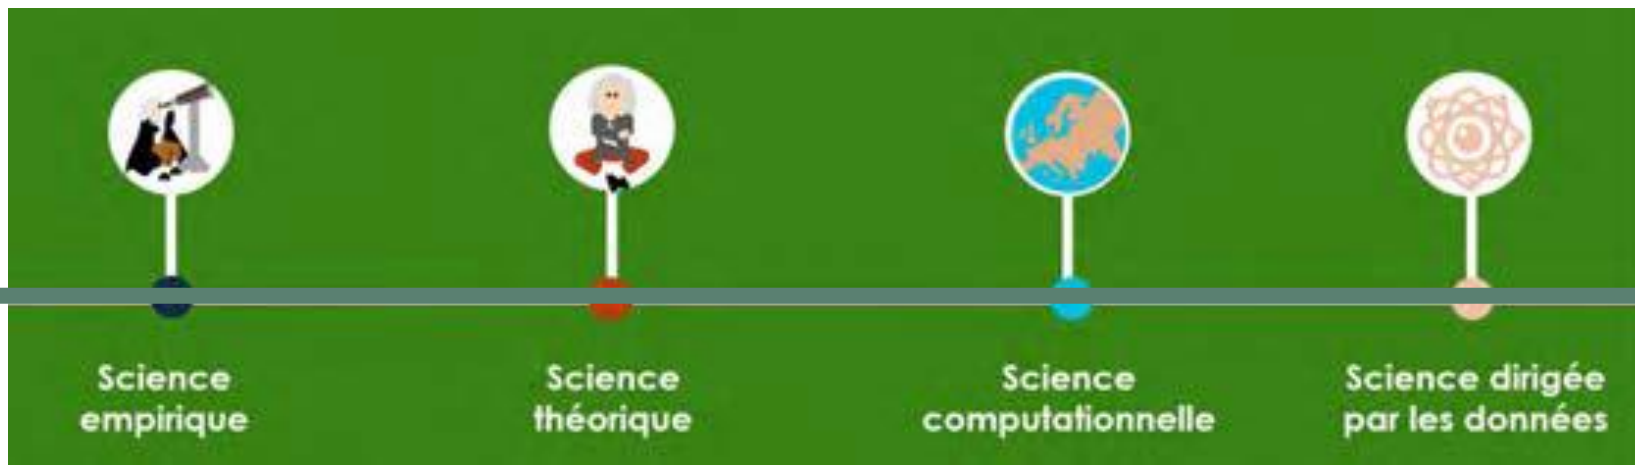 Science
empirique
Science
théorique
Science
computationnelle
Science dirigée
par les données